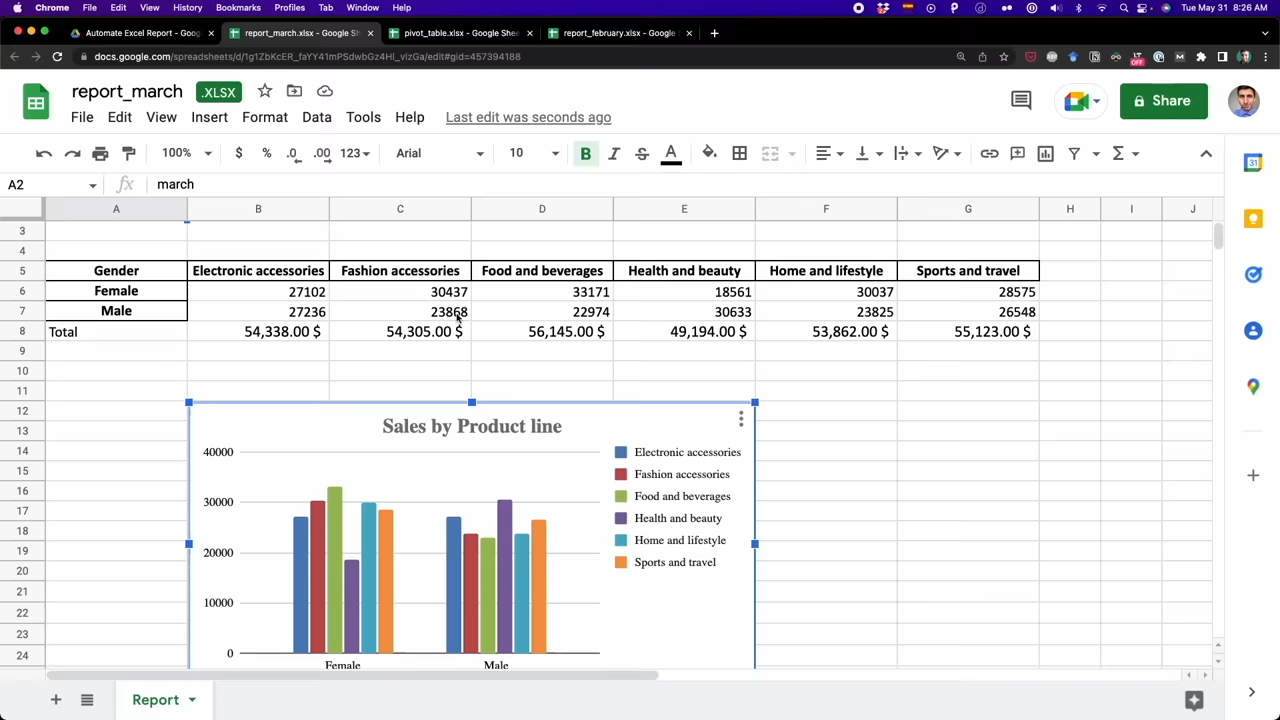 Chrome File Edit View History Bookmarks Profiles Tab Window Help Tue May 31 8:26 AM
Automate Excel Report - Goog report_march.xlsx - Google Sh pivot_table.xlsx - Google Shee report_february.xlsx - Google
docs.google.com/spreadsheets/d/1g1ZbKcER_faYY41mPSdwbGz4Hl_vlzGa/edit#gid=457394188
report_march .XLSX
Share
File Edit View Insert Format Data Tools Help Last edit was seconds ago
100% $ % .0 .00 123 Arial 10 B I S A
A2 fx march
A B C D E F G H I J
3
4
5 Gender Electronic accessories Fashion accessories Food and beverages Health and beauty Home and lifestyle Sports and travel
6 Female 27102 30437 33171 18561 30037 28575
7 Male 27236 23868 22974 30633 23825 26548
8 Total 54,338.00 $ 54,305.00 $ 56,145.00 $ 49,194.00 $ 53,862.00 $ 55,123.00 $
9
10
11
12
13
14
15
16
17
18
19
20
21
22
23
24
Sales by Product line
40000
30000
20000
10000
0
Female Male
Electronic accessories
Fashion accessories
Food and beverages
Health and beauty
Home and lifestyle
Sports and travel
Report
31
OFF